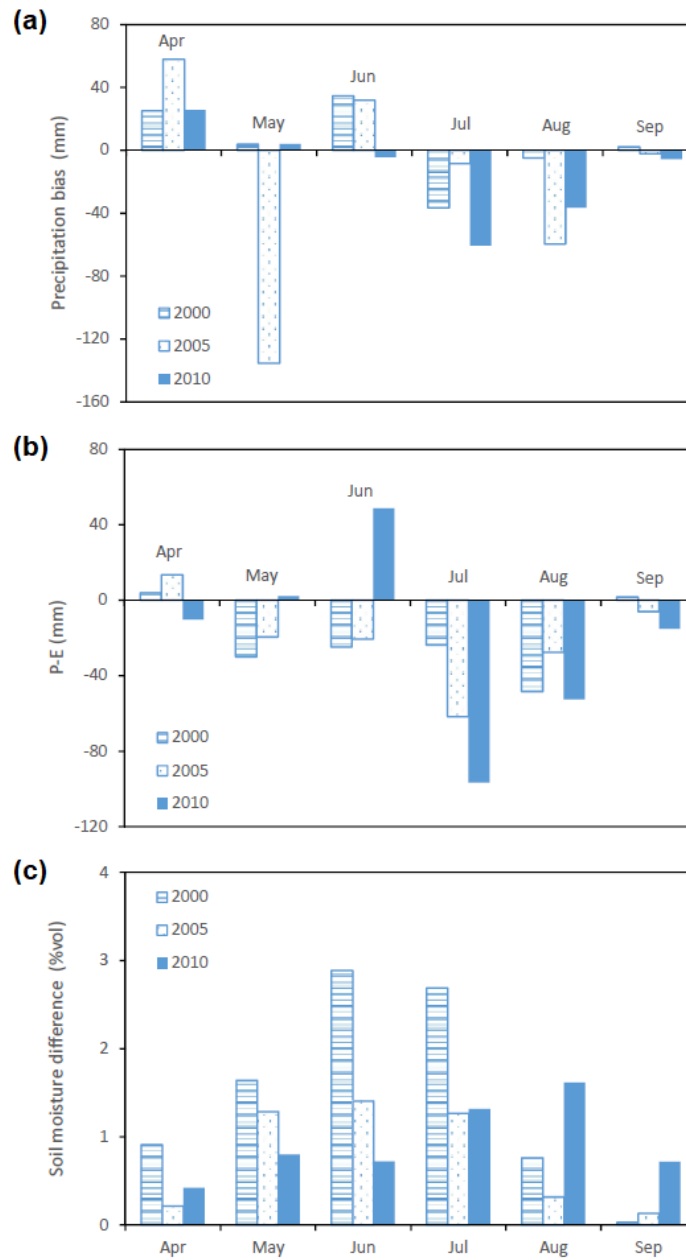 (a)
Precipitation bias (mm)
80
40
0
-40
-80
-120
-160
Apr
May
Jun
Jul
Aug
Sep
2000
2005
2010
(b)
P-E (mm)
80
40
0
-40
-80
-120
Apr
May
Jun
Jul
Aug
Sep
2000
2005
2010
(c)
Soil moisture difference (%vol)
4
3
2
1
0
2000
2005
2010
Apr May Jun Jul Aug Sep